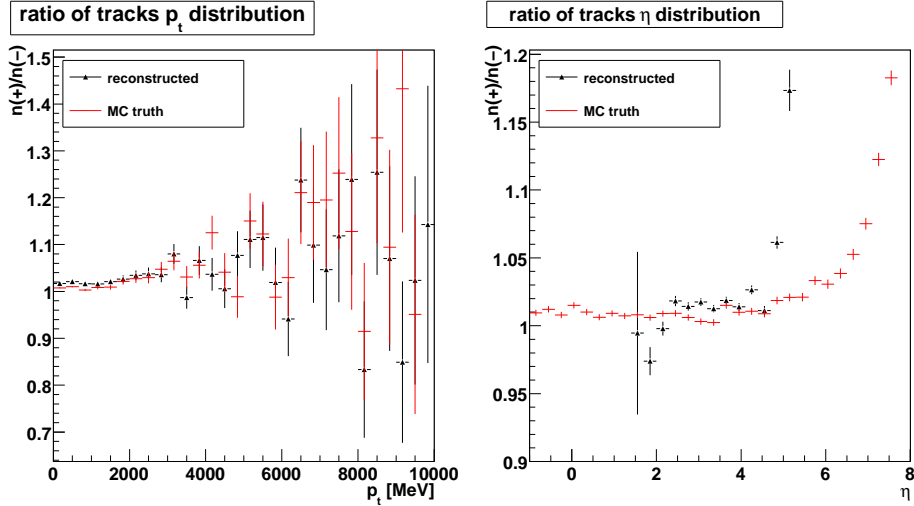 ratio of tracks p_t distribution
n(+)/n(−)
reconstructed
MC truth
1.5
1.4
1.3
1.2
1.1
1
0.9
0.8
0.7
0 2000 4000 6000 8000 10000
p_t [MeV]
ratio of tracks η distribution
n(+)/n(−)
reconstructed
MC truth
1.2
1.15
1.1
1.05
1
0.95
0.9
0 2 4 6 8
η